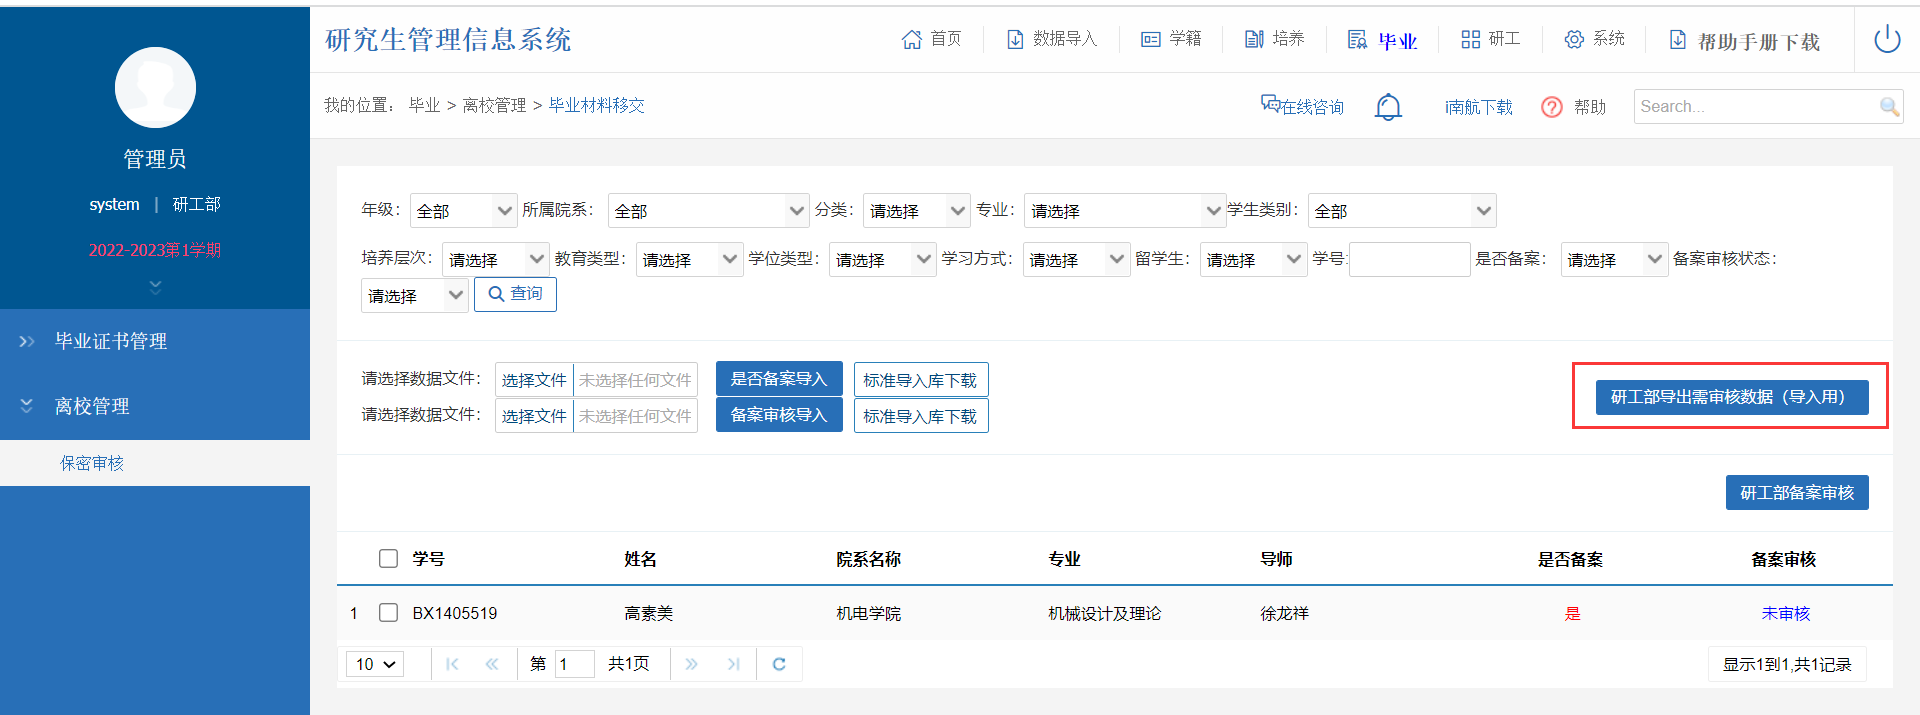 研究生管理信息系统
首页
数据导入
学籍
培养
毕业
研工
系统
帮助手册下载
管理员
system | 研工部
2022-2023第1学期
毕业证书管理
离校管理
保密审核
我的位置： 毕业 > 离校管理 > 毕业材料移交
在线咨询
i南航下载
帮助
Search...
年级： 全部 所属院系： 全部 分类： 请选择 专业： 请选择 学生类别： 全部
培养层次： 请选择 教育类型： 请选择 学位类型： 请选择 学习方式： 请选择 留学生： 请选择 学号: 是否备案： 请选择 备案审核状态：
请选择 查询
请选择数据文件： 选择文件 未选择任何文件 是否备案导入 标准导入库下载
请选择数据文件： 选择文件 未选择任何文件 备案审核导入 标准导入库下载
研工部导出需审核数据（导入用）
研工部备案审核
学号 姓名 院系名称 专业 导师 是否备案 备案审核
1 BX1405519 高素美 机电学院 机械设计及理论 徐龙祥 是 未审核
10 第 1 共1页 显示1到1,共1记录